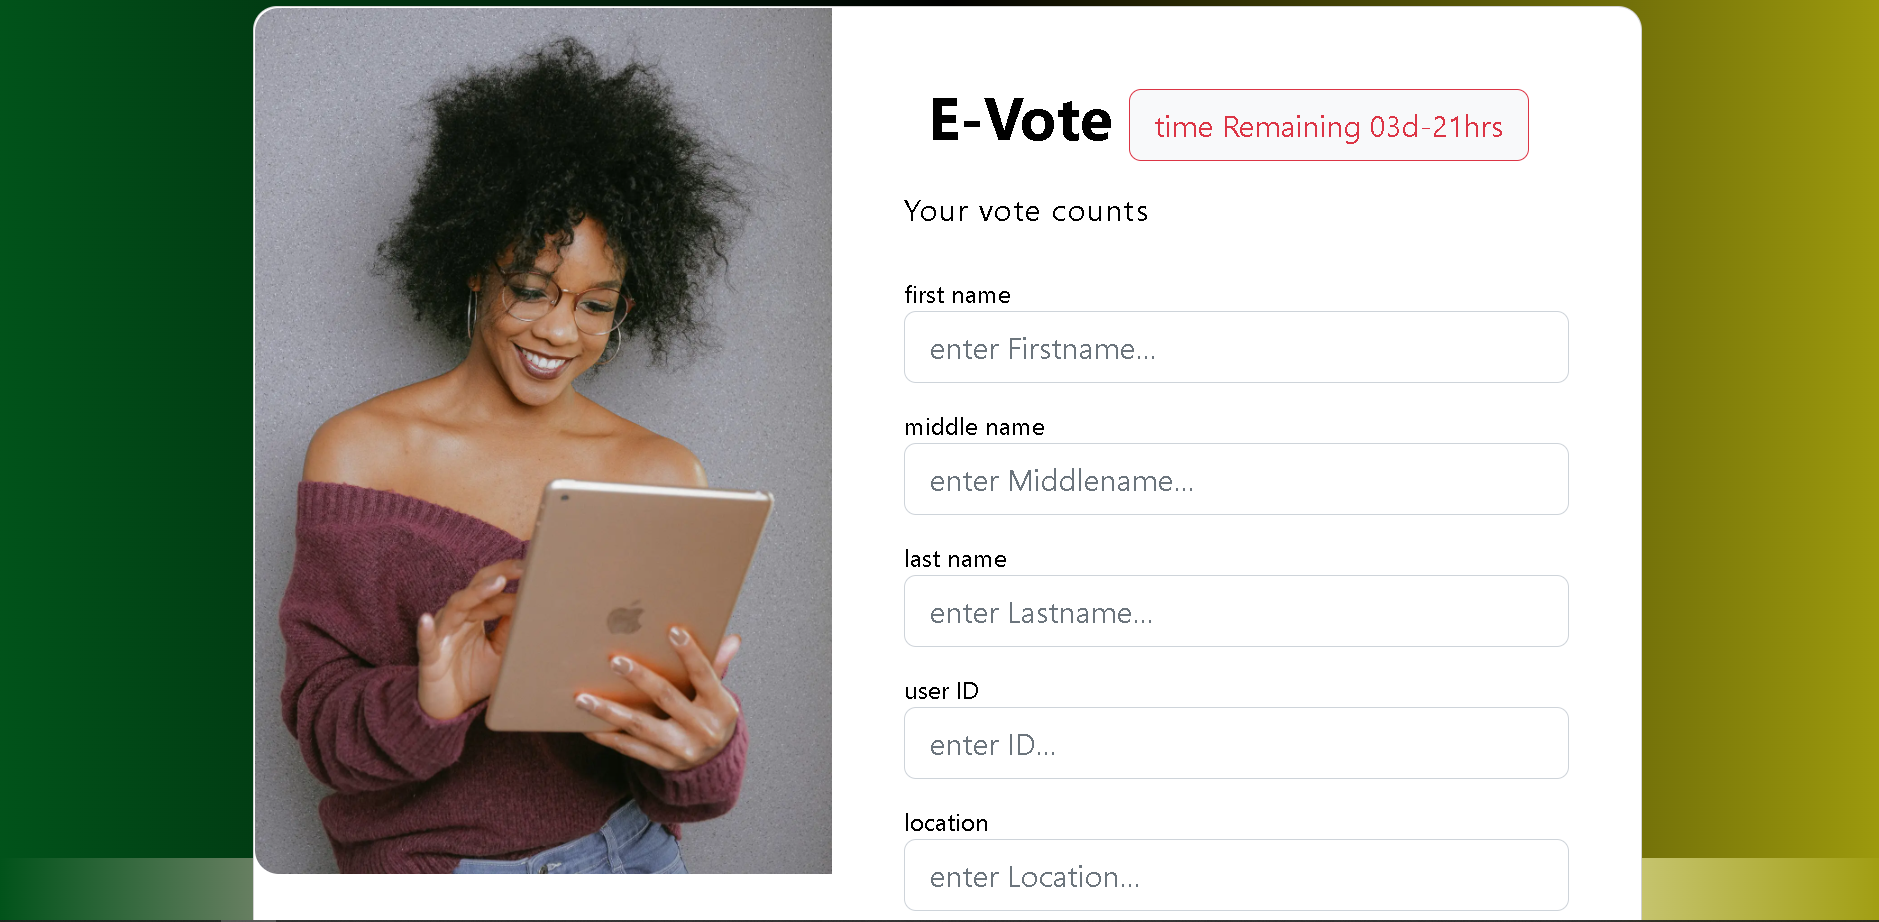 E-Vote
time Remaining 03d-21hrs
Your vote counts
first name
enter Firstname...
middle name
enter Middlename...
last name
enter Lastname...
user ID
enter ID...
location
enter Location...